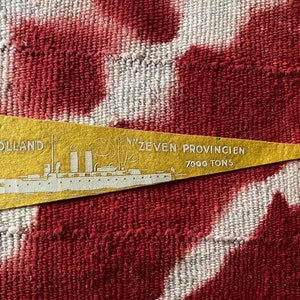 OLLAND "ZEVEN PROVINCIEN
7000 TONS